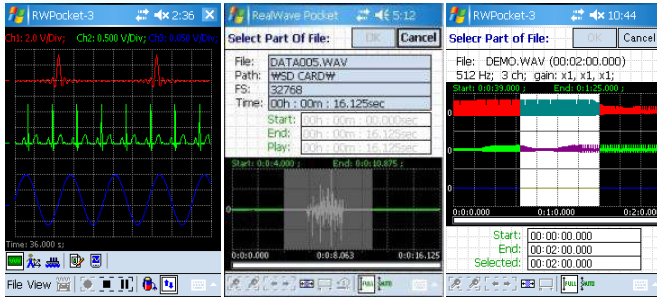 RWPocket-3 2:36
Ch1: 2.0 V/Div; Ch2: 0.500 V/Div; Ch3: 0.050 V/Div;
Time: 36.000 s;
File View
RealWave Pocket 5:12
Select Part Of File: OK Cancel
File: DATA005.WAV
Path: ₩SD CARD₩
FS: 32768
Time: 00h : 00m : 16.125sec
Start: 00h : 00m : 00.000sec
End: 00h : 00m : 16.125sec
Play: 00h : 00m : 16.125sec
Start: 0:0:4.000 ; End: 0:0:10.875 ;
0
0:0:0.000 0:0:8.063 0:0:16.125
FULL AUTO
RWPocket-3 10:44
Selecr Part of File: OK Cancel
File: DEMO.WAV (00:02:00.000)
512 Hz; 3 ch; gain: x1, x1, x1;
Start: 0:0:39.000 ; End: 0:1:25.000 ;
0
0
0
0:0:0.000 0:1:0.000 0:2:0.0
Start: 00:00:00.000
End: 00:02:00.000
Selected: 00:02:00.000
FULL AUTO